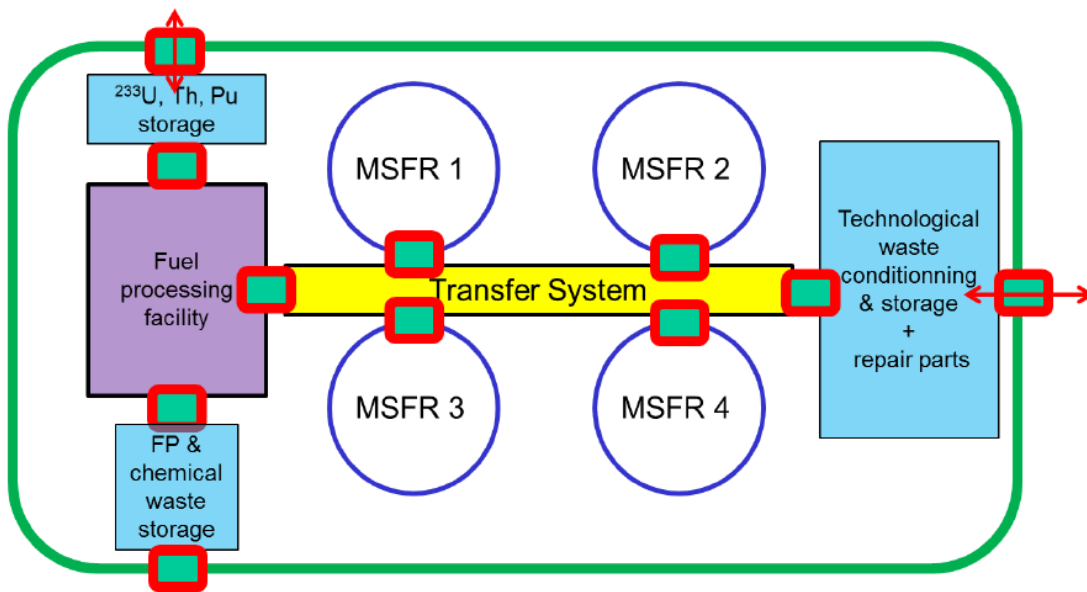 ²³³U, Th, Pu
storage
MSFR 1
MSFR 2
Fuel
processing
facility
Transfer System
Technological
waste
conditionning
& storage
+
repair parts
MSFR 3
MSFR 4
FP &
chemical
waste
storage